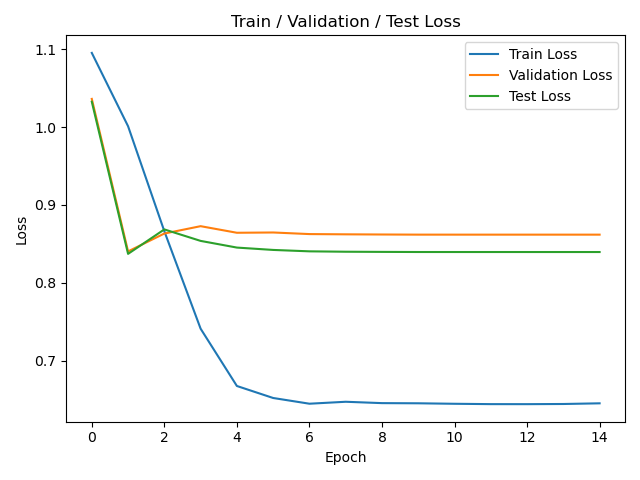 Train / Validation / Test Loss
Train Loss
Validation Loss
Test Loss
1.1
1.0
0.9
0.8
0.7
Loss
0 2 4 6 8 10 12 14
Epoch